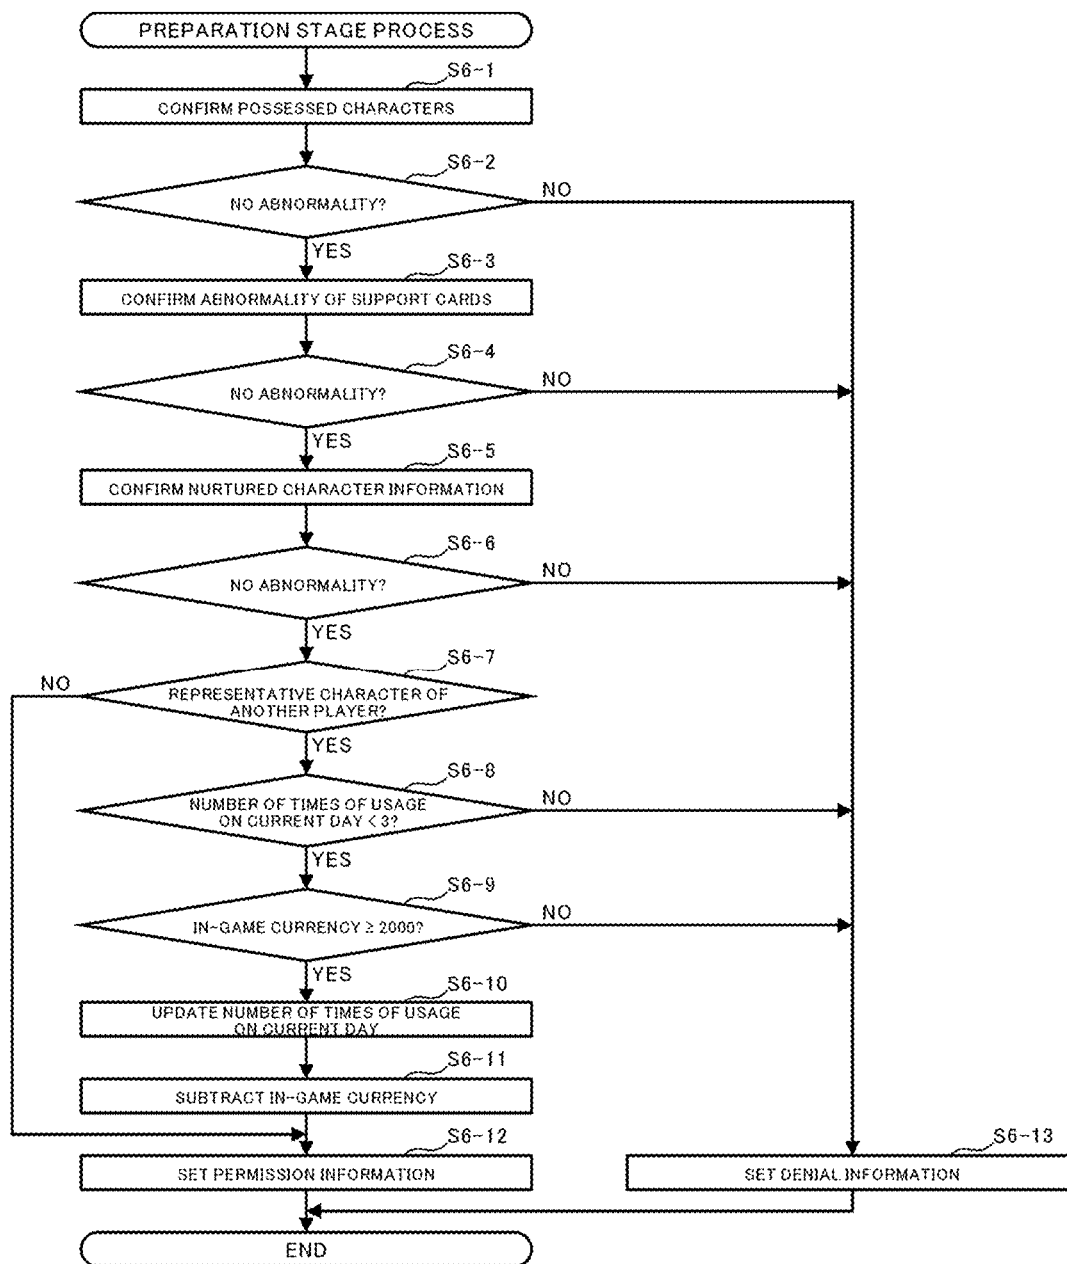 PREPARATION STAGE PROCESS
S6-1
CONFIRM POSSESSED CHARACTERS
S6-2
NO ABNORMALITY?
NO
YES
S6-3
CONFIRM ABNORMALITY OF SUPPORT CARDS
S6-4
NO ABNORMALITY?
NO
YES
S6-5
CONFIRM NURTURED CHARACTER INFORMATION
S6-6
NO ABNORMALITY?
NO
YES
S6-7
NO
REPRESENTATIVE CHARACTER OF
ANOTHER PLAYER?
YES
S6-8
NUMBER OF TIMES OF USAGE
ON CURRENT DAY < 3?
NO
YES
S6-9
IN-GAME CURRENCY ≥ 2000?
NO
YES
S6-10
UPDATE NUMBER OF TIMES OF USAGE
ON CURRENT DAY
S6-11
SUBTRACT IN-GAME CURRENCY
S6-12
SET PERMISSION INFORMATION
S6-13
SET DENIAL INFORMATION
END